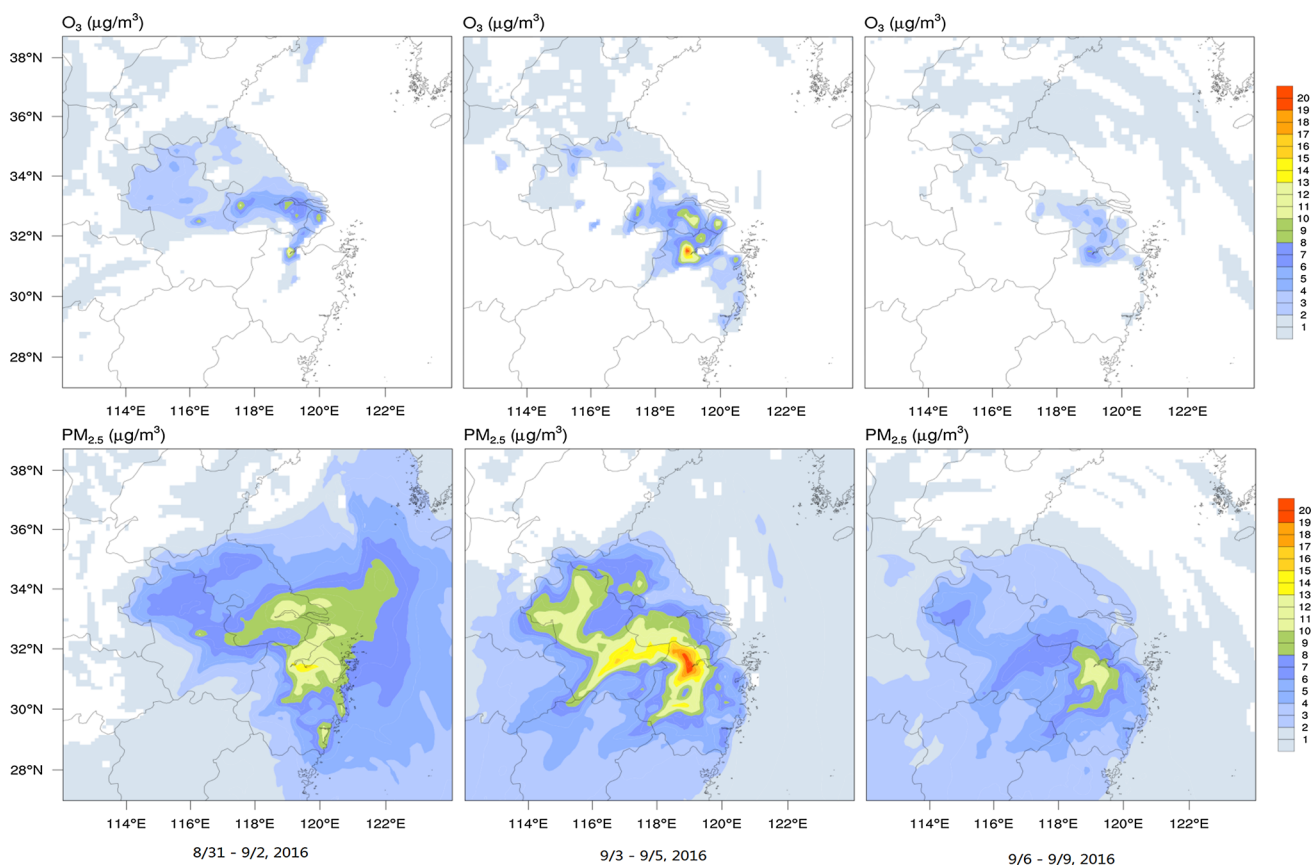 O₃ (μg/m³) O₃ (μg/m³) O₃ (μg/m³)
38°N
36°N
34°N
32°N
30°N
28°N
20
19
18
17
16
15
14
13
12
11
10
9
8
7
6
5
4
3
2
1
114°E 116°E 118°E 120°E 122°E 114°E 116°E 118°E 120°E 122°E 114°E 116°E 118°E 120°E 122°E
PM₂.₅ (μg/m³) PM₂.₅ (μg/m³) PM₂.₅ (μg/m³)
38°N
36°N
34°N
32°N
30°N
28°N
20
19
18
17
16
15
14
13
12
11
10
9
8
7
6
5
4
3
2
1
114°E 116°E 118°E 120°E 122°E 114°E 116°E 118°E 120°E 122°E 114°E 116°E 118°E 120°E 122°E
8/31 - 9/2, 2016 9/3 - 9/5, 2016 9/6 - 9/9, 2016